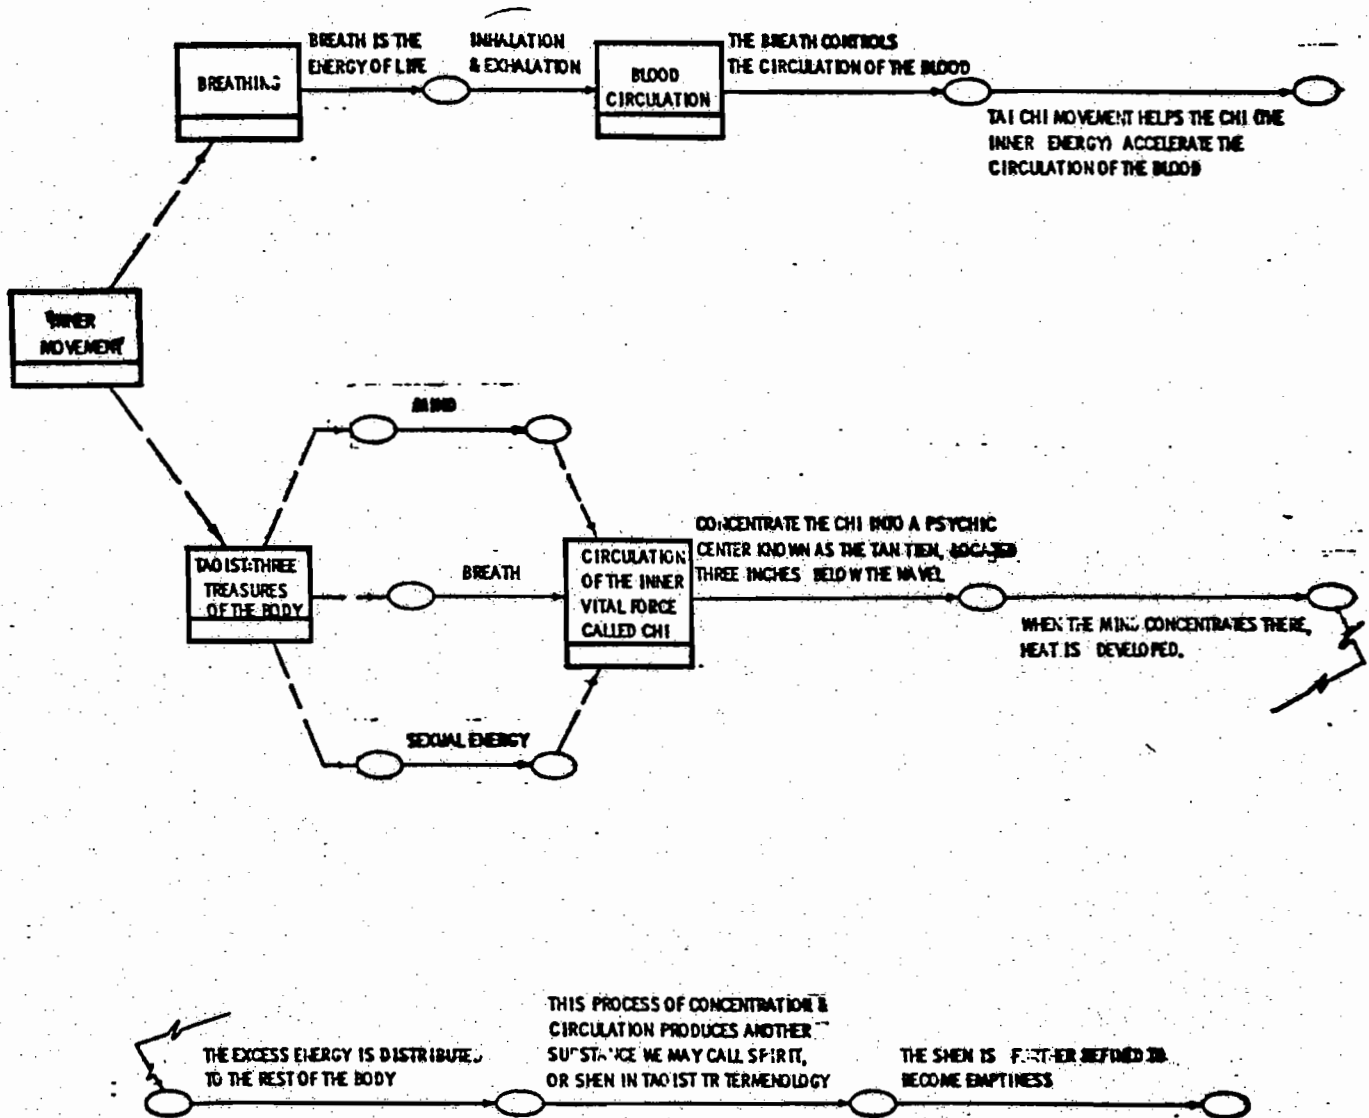 BREATHING
BREATH IS THE
ENERGY OF LIFE
INHALATION
& EXHALATION
BLOOD
CIRCULATION
THE BREATH CONTROLS
THE CIRCULATION OF THE BLOOD
TAI CHI MOVEMENT HELPS THE CHI (THE
INNER ENERGY) ACCELERATE THE
CIRCULATION OF THE BLOOD
INNER
MOVEMENT
MIND
TAOIST:THREE
TREASURES
OF THE BODY
BREATH
SEXUAL ENERGY
CIRCULATION
OF THE INNER
VITAL FORCE
CALLED CHI
CONCENTRATE THE CHI INTO A PSYCHIC
CENTER KNOWN AS THE TAN TIEN, LOCATED
THREE INCHES BELOW THE NAVEL
WHEN THE MIND CONCENTRATES THERE,
HEAT IS DEVELOPED.
THE EXCESS ENERGY IS DISTRIBUTED
TO THE REST OF THE BODY
THIS PROCESS OF CONCENTRATION &
CIRCULATION PRODUCES ANOTHER
SUBSTANCE WE MAY CALL SPIRIT,
OR SHEN IN TAOIST TR TERMENOLOGY
THE SHEN IS FURTHER REFINED TO
BECOME EMPTINESS